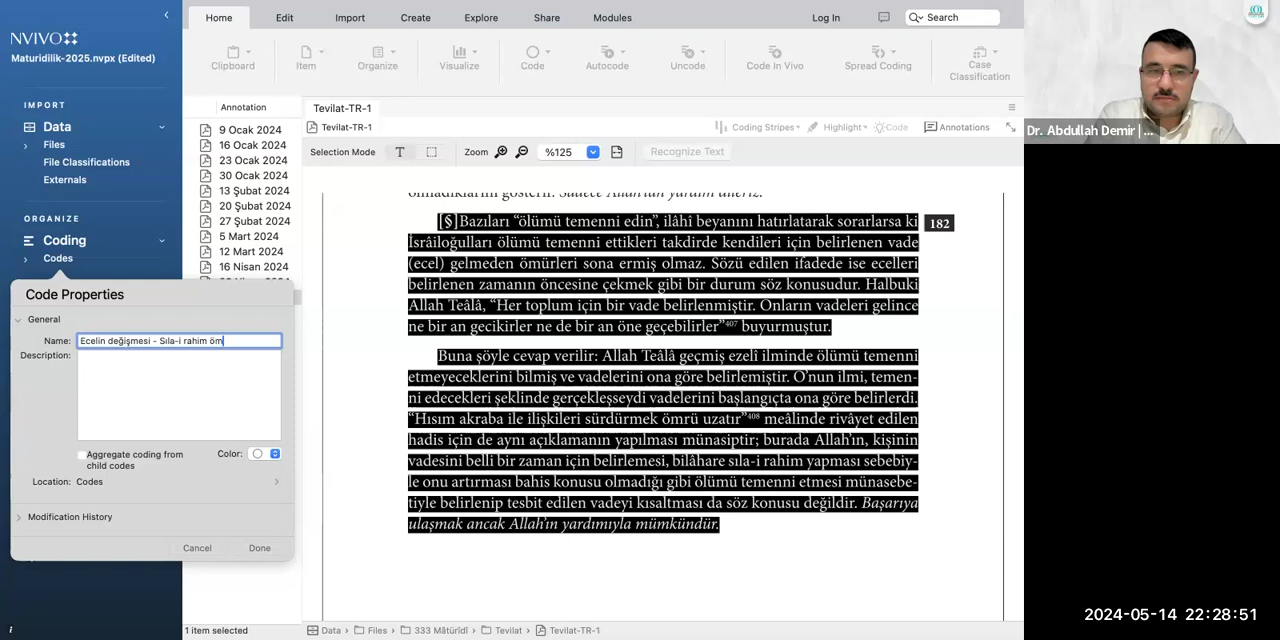 NVIVO
Maturidilik-2025.nvpx (Edited)
IMPORT
Data
Files
File Classifications
Externals
ORGANIZE
Coding
Codes
Home
Edit
Import
Create
Explore
Share
Modules
Log In
Search
Clipboard
Item
Organize
Visualize
Code
Autocode
Uncode
Code In Vivo
Spread Coding
Case
Classification
Annotation
9 Ocak 2024
16 Ocak 2024
23 Ocak 2024
30 Ocak 2024
13 Şubat 2024
20 Şubat 2024
27 Şubat 2024
5 Mart 2024
12 Mart 2024
16 Nisan 2024
Tevilat-TR-1
Tevilat-TR-1
Coding Stripes
Highlight
Code
Annotations
Selection Mode
T
Zoom
%125
Recognize Text
[§]Bazıları “ölümü temenni edin”, ilâhî beyanını hatırlatarak sorarlarsa ki
182
İsrâiloğulları ölümü temenni ettikleri takdirde kendileri için belirlenen vade
(ecel) gelmeden ömürleri sona ermiş olmaz. Sözü edilen ifadede ise ecelleri
belirlenen zamanın öncesine çekmek gibi bir durum söz konusudur. Halbuki
Allah Teâlâ, “Her toplum için bir vade belirlenmiştir. Onların vadeleri gelince
ne bir an gecikirler ne de bir an öne geçebilirler”407 buyurmuştur.
Buna şöyle cevap verilir: Allah Teâlâ geçmiş ezelî ilminde ölümü temenni
etmeyeceklerini bilmiş ve vadelerini ona göre belirlemiştir. O’nun ilmi, temen-
ni edecekleri şeklinde gerçekleşseydi vadelerini başlangıçta ona göre belirlerdi.
“Hısım akraba ile ilişkileri sürdürmek ömrü uzatır”408 meâlinde rivâyet edilen
hadis için de aynı açıklamanın yapılması münasiptir; burada Allah’ın, kişinin
vadesini belli bir zaman için belirlemesi, bilâhare sıla-i rahim yapması sebebiy-
le onu artırması bahis konusu olmadığı gibi ölümü temenni etmesi münasebe-
tiyle belirlenip tesbit edilen vadeyi kısaltması da söz konusu değildir. Başarıya
ulaşmak ancak Allah’ın yardımıyla mümkündür.
Code Properties
General
Name: Ecelin değişmesi - Sıla-i rahim öm
Description:
Aggregate coding from
child codes
Color:
Location: Codes
Modification History
Cancel
Done
i
1 item selected
Data › Files › 333 Mâtürîdî › Tevilat › Tevilat-TR-1
Dr. Abdullah Demir | ...
2024-05-14 22:28:51